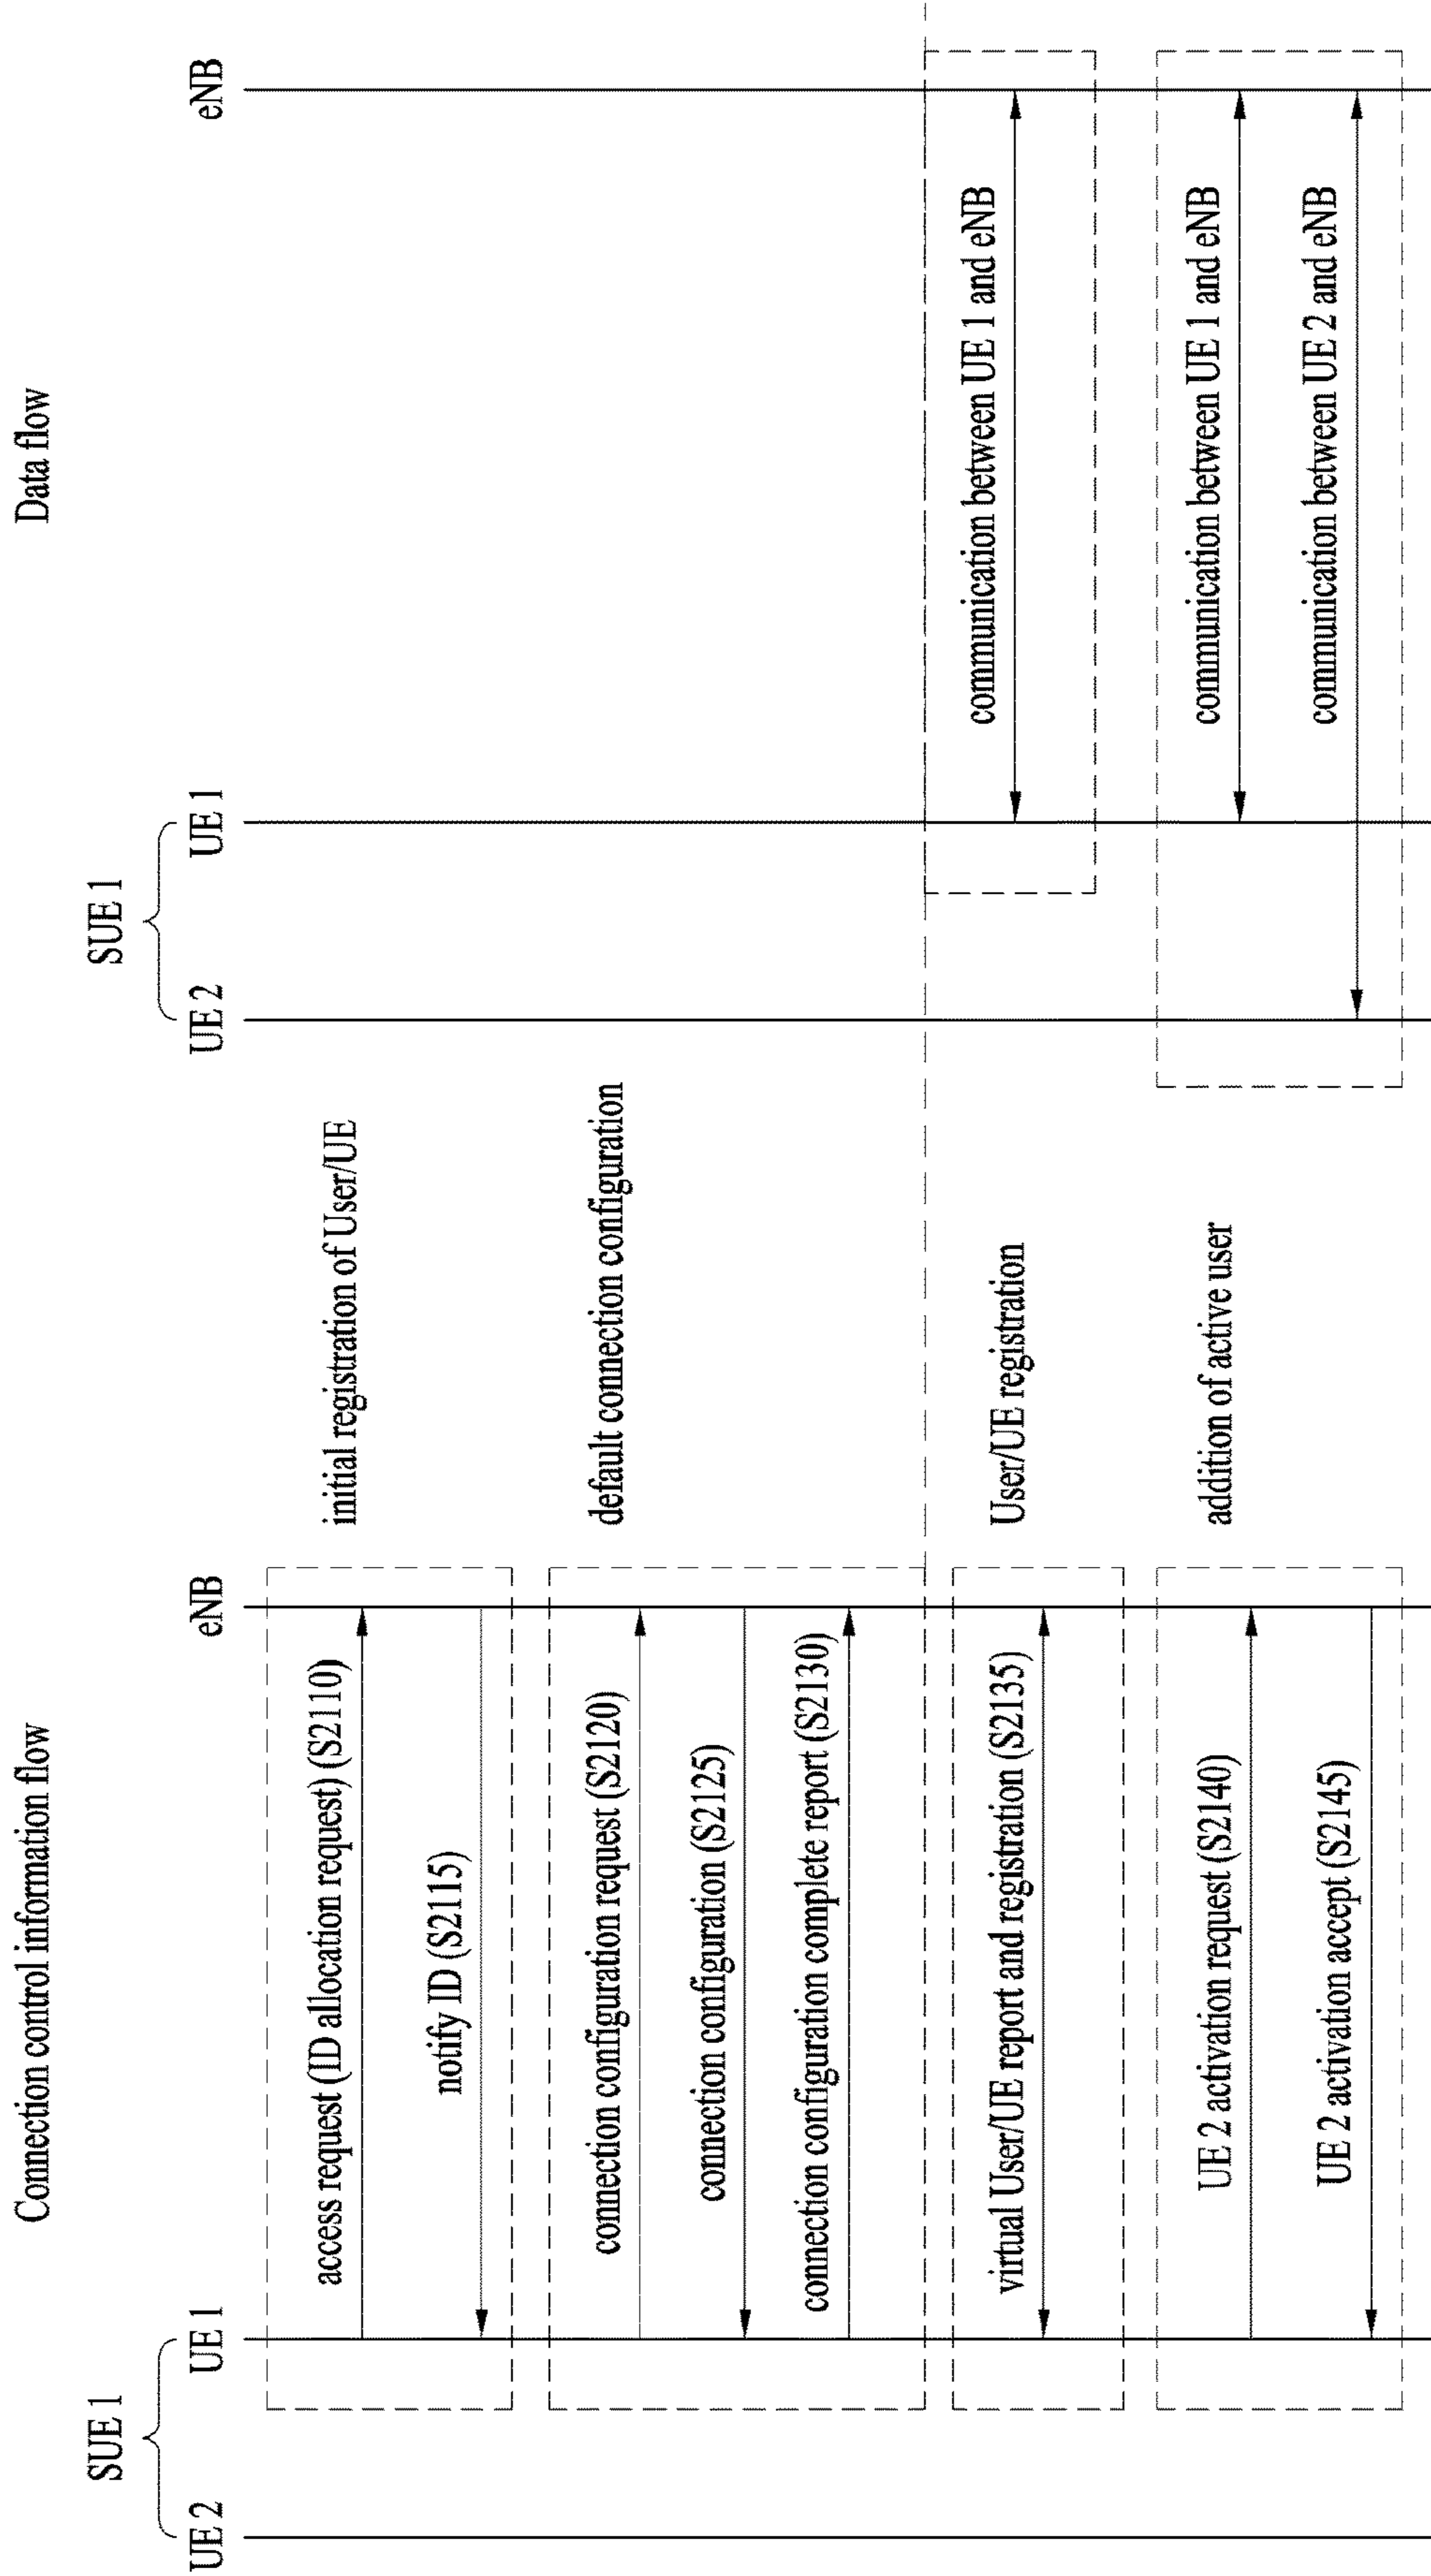 Connection control information flow
Data flow
SUE 1
SUE 1
UE 2
UE 1
eNB
UE 2
UE 1
eNB
access request (ID allocation request) (S2110)
notify ID (S2115)
initial registration of User/UE
connection configuration request (S2120)
connection configuration (S2125)
connection configuration complete report (S2130)
default connection configuration
virtual User/UE report and registration (S2135)
User/UE registration
communication between UE 1 and eNB
UE 2 activation request (S2140)
UE 2 activation accept (S2145)
addition of active user
communication between UE 1 and eNB
communication between UE 2 and eNB